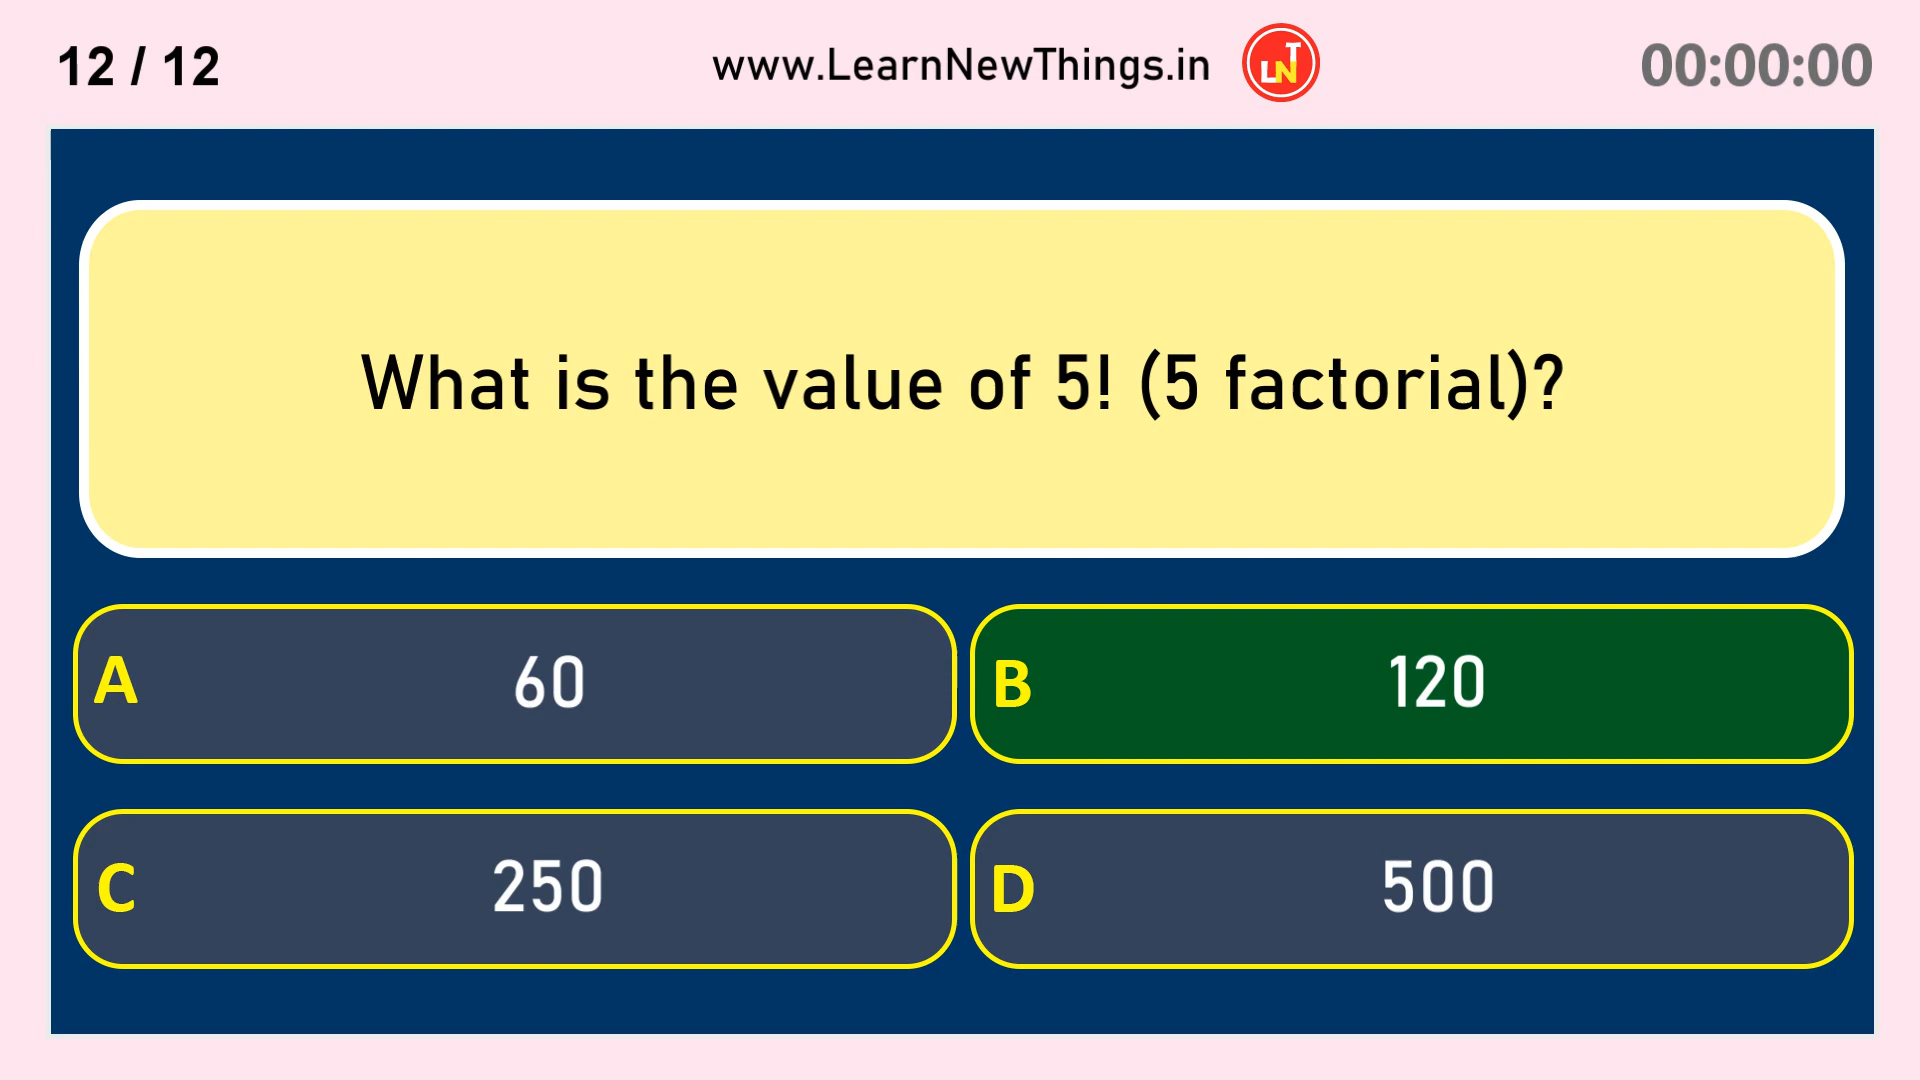 12 / 12
www.LearnNewThings.in
LNT
00:00:00
What is the value of 5! (5 factorial)?
A 60
B 120
C 250
D 500